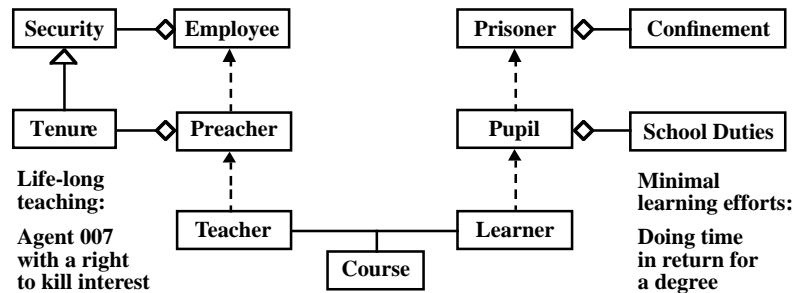 Security
Employee
Prisoner
Confinement
Tenure
Preacher
Pupil
School Duties
Life-long
teaching:
Agent 007
with a right
to kill interest
Minimal
learning efforts:
Doing time
in return for
a degree
Teacher
Learner
Course